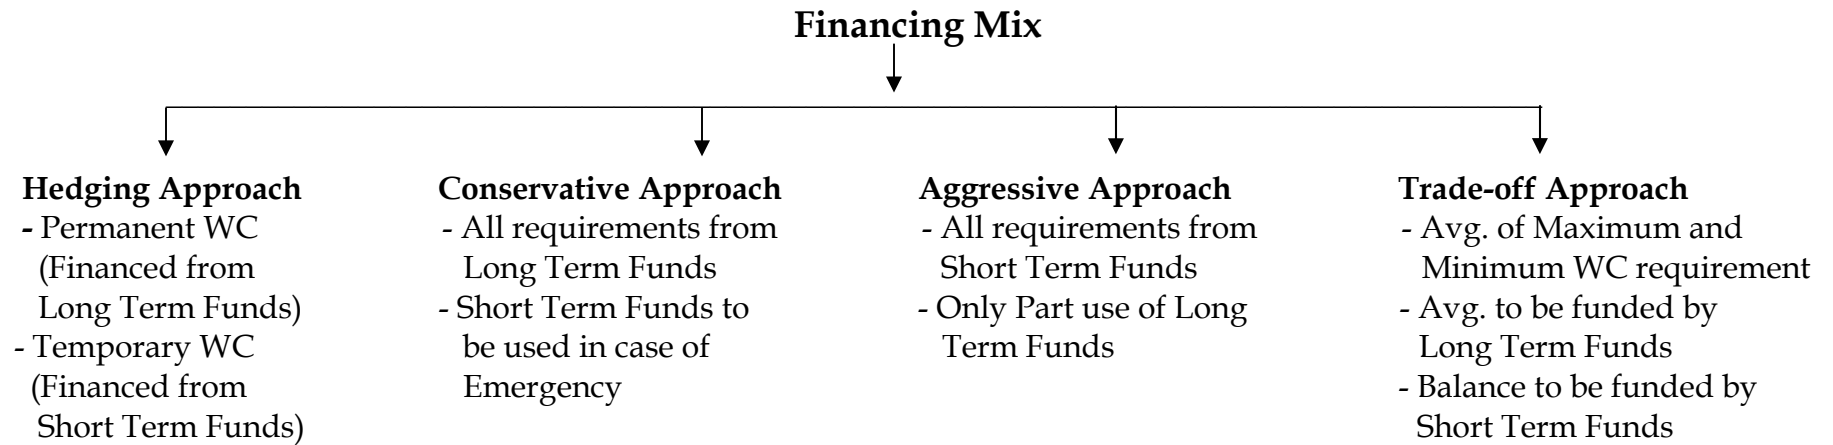 Financing Mix
Hedging Approach
- Permanent WC
(Financed from
Long Term Funds)
- Temporary WC
(Financed from
Short Term Funds)
Conservative Approach
- All requirements from
Long Term Funds
- Short Term Funds to
be used in case of
Emergency
Aggressive Approach
- All requirements from
Short Term Funds
- Only Part use of Long
Term Funds
Trade-off Approach
- Avg. of Maximum and
Minimum WC requirement
- Avg. to be funded by
Long Term Funds
- Balance to be funded by
Short Term Funds